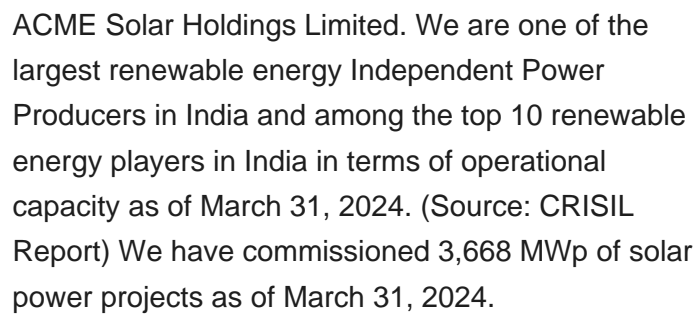 ACME Solar Holdings Limited. We are one of the
largest renewable energy Independent Power
Producers in India and among the top 10 renewable
energy players in India in terms of operational
capacity as of March 31, 2024. (Source: CRISIL
Report) We have commissioned 3,668 MWp of solar
power projects as of March 31, 2024.